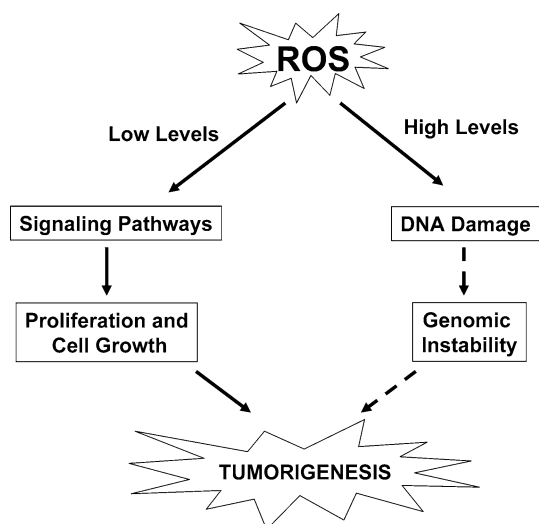 ROS
Low Levels
High Levels
Signaling Pathways
DNA Damage
Proliferation and
Cell Growth
Genomic
Instability
TUMORIGENESIS